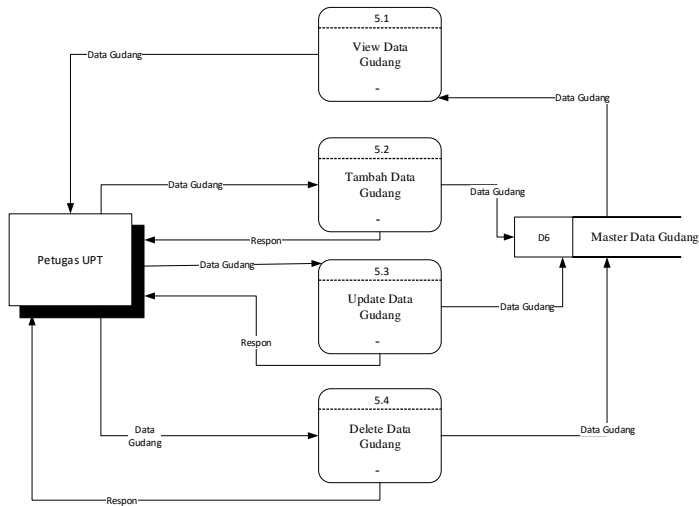 5.1
View Data
Gudang
-
Data Gudang
Data Gudang
5.2
Tambah Data
Gudang
-
Data Gudang
Data Gudang
Respon
Petugas UPT
D6
Master Data Gudang
5.3
Update Data
Gudang
-
Data Gudang
Data Gudang
Respon
5.4
Delete Data
Gudang
-
Data
Gudang
Data Gudang
Respon